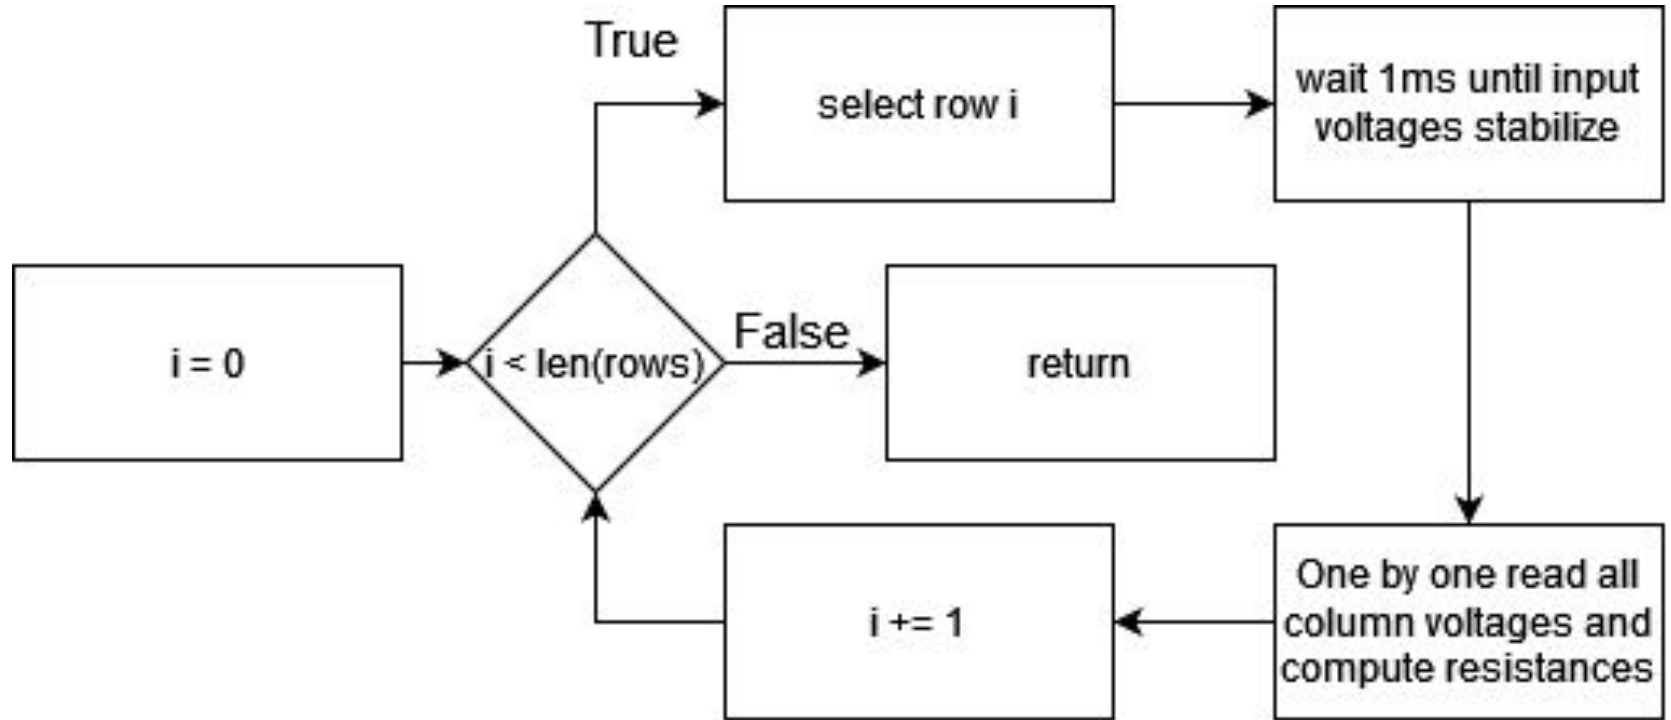 i = 0
i < len(rows)
True
select row i
wait 1ms until input
voltages stabilize
One by one read all
column voltages and
compute resistances
i += 1
False
return